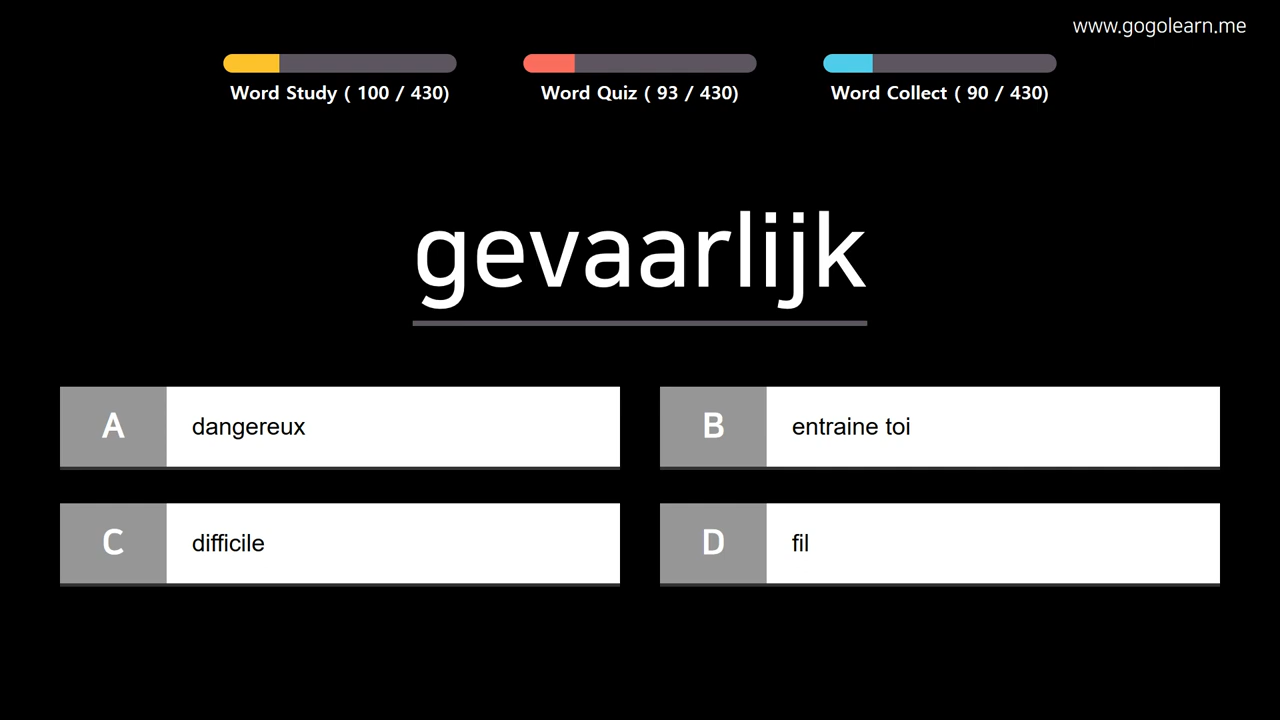 www.gogolearn.me
Word Study ( 100 / 430)
Word Quiz ( 93 / 430)
Word Collect ( 90 / 430)
gevaarlijk
A dangereux
B entraine toi
C difficile
D fil